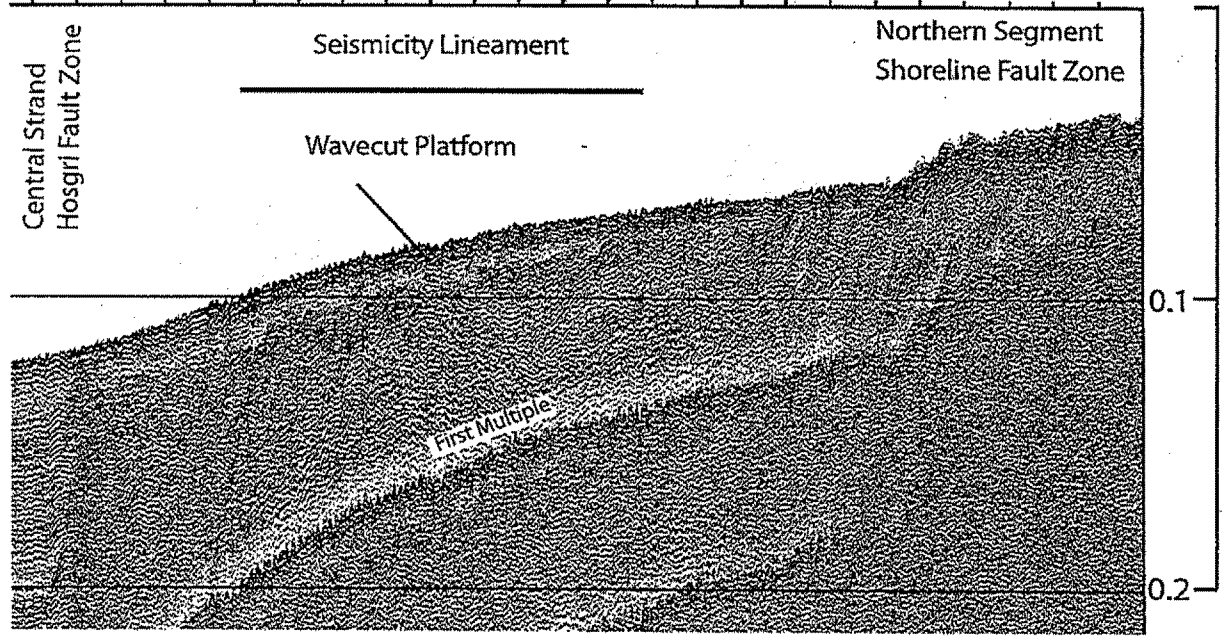 Central Strand
Hosgri Fault Zone
Seismicity Lineament
Northern Segment
Shoreline Fault Zone
Wavecut Platform
First Multiple
0.1
0.2